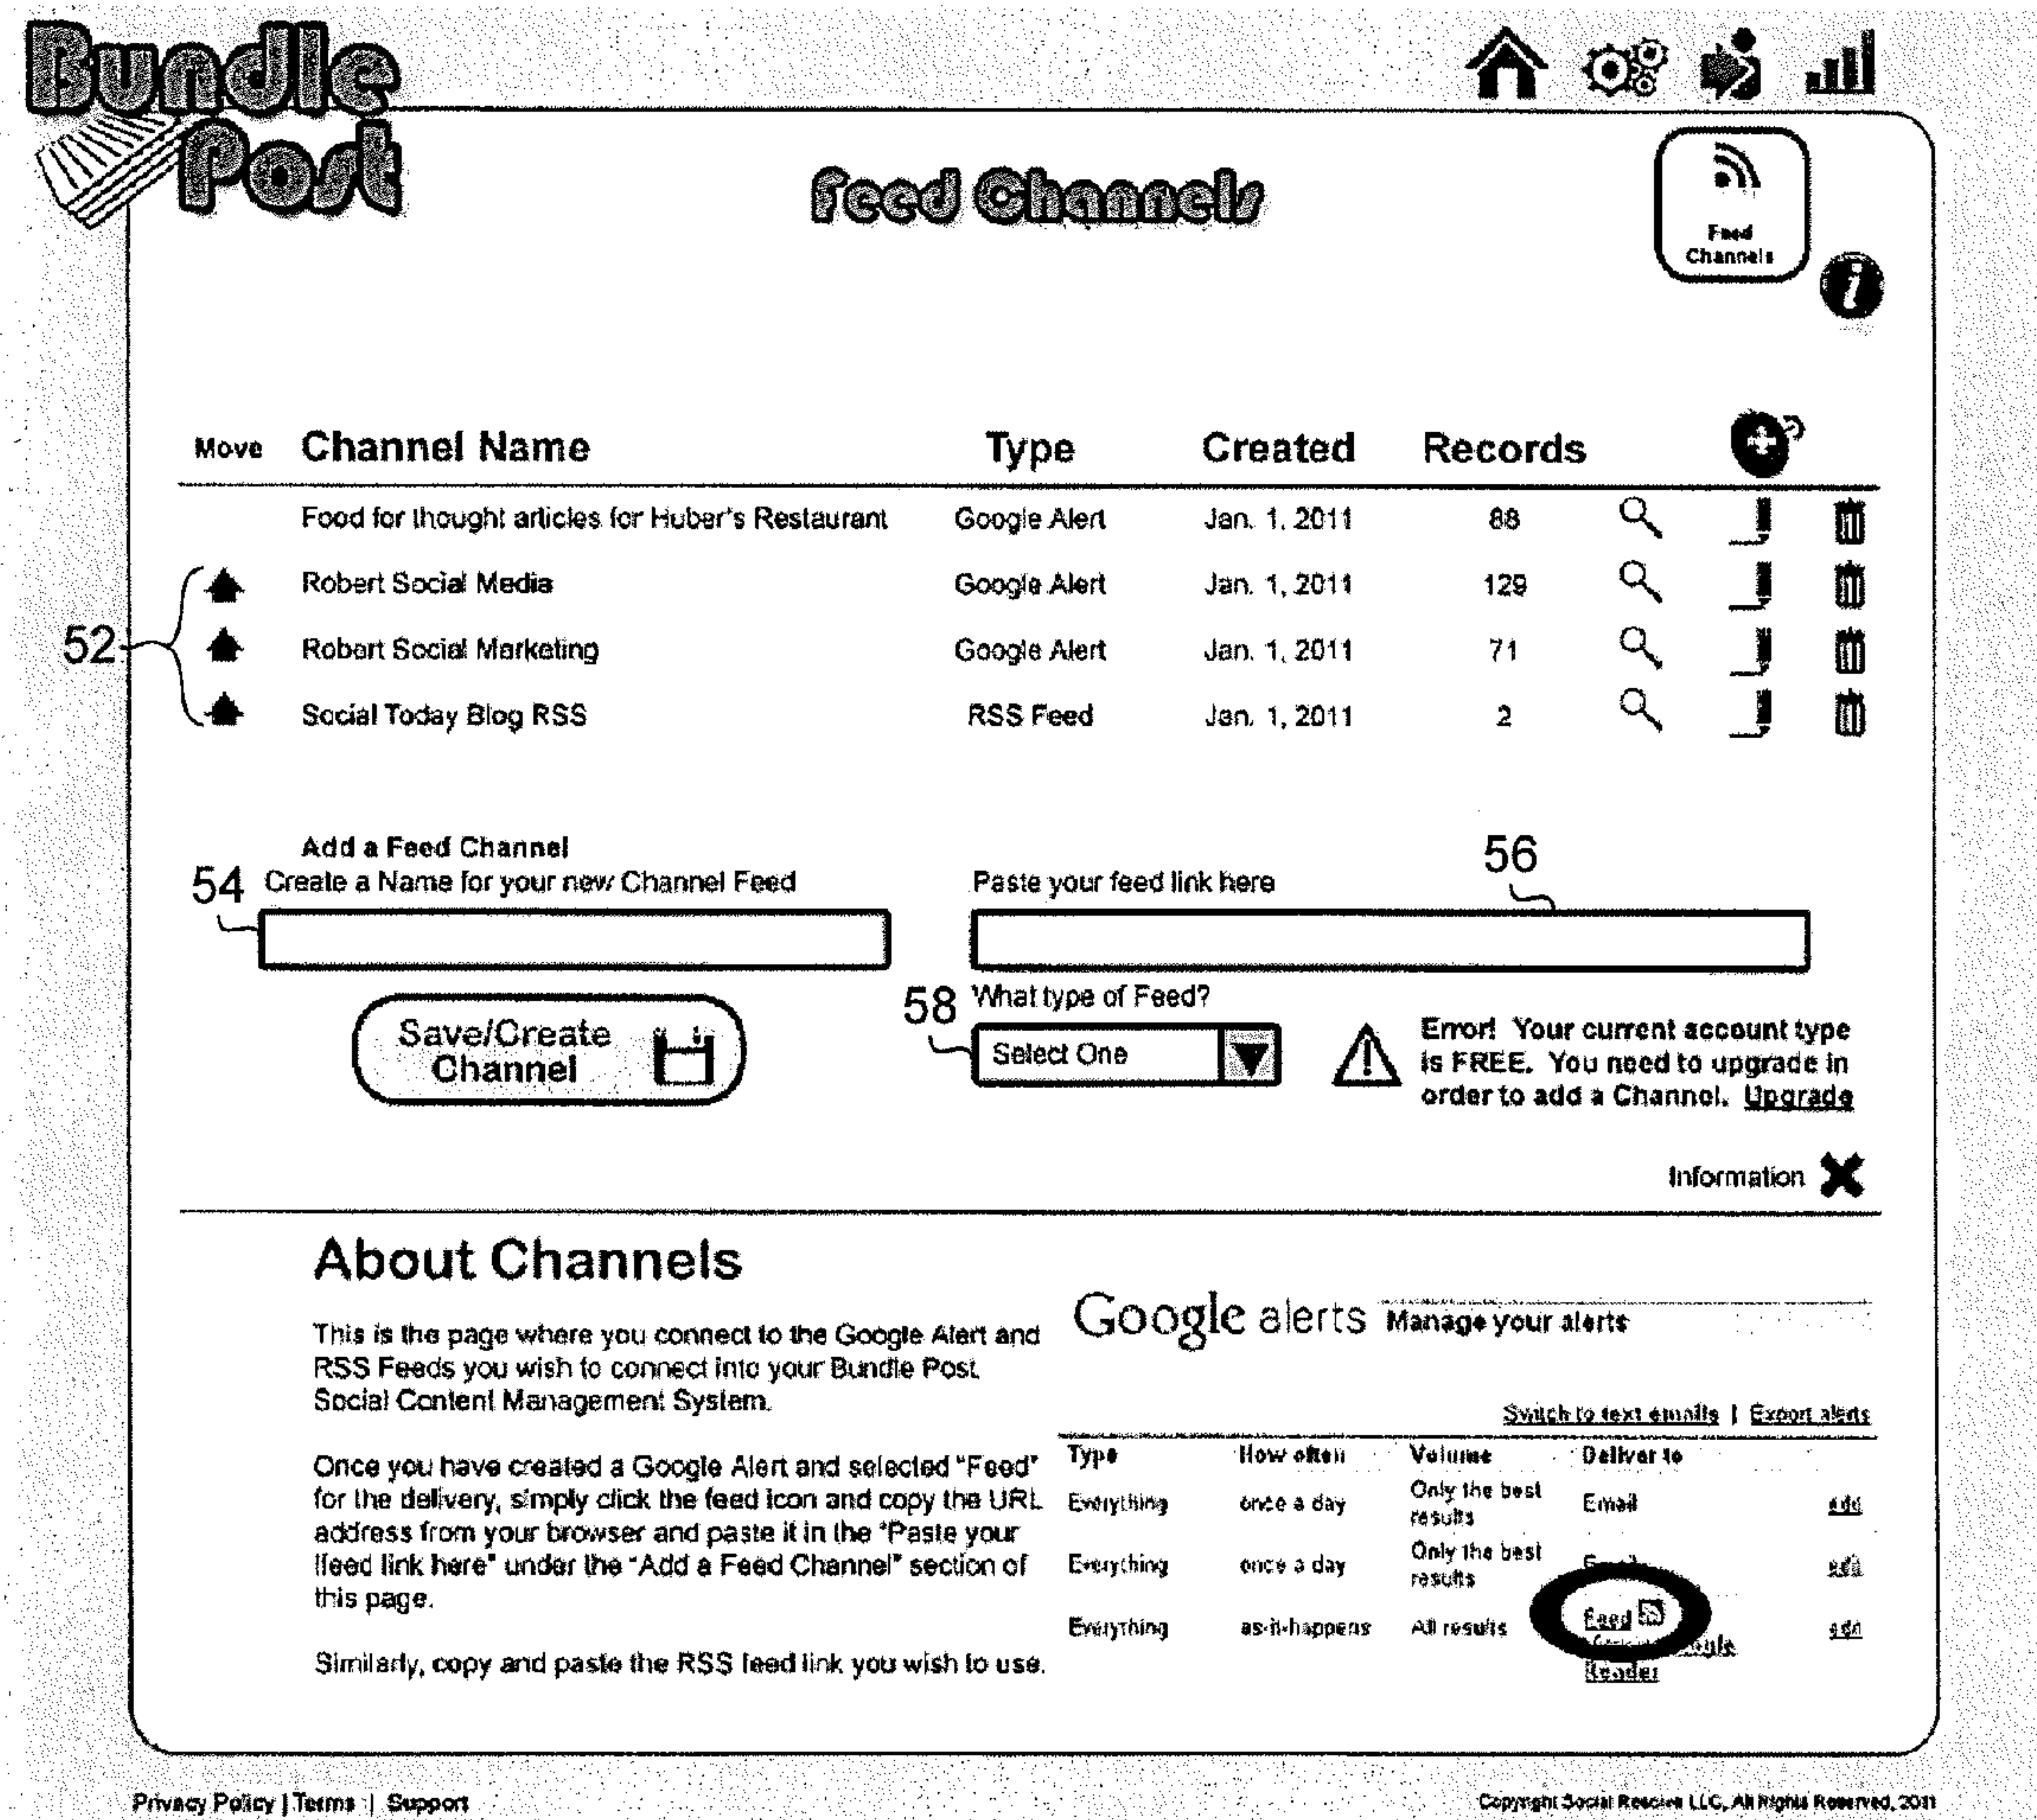 Bundle
Post
Feed Channels
Feed
Channels
Move Channel Name Type Created Records
Food for thought articles for Huber's Restaurant Google Alert Jan. 1, 2011 88
Robert Social Media Google Alert Jan. 1, 2011 129
52
Robert Social Marketing Google Alert Jan. 1, 2011 71
Social Today Blog RSS RSS Feed Jan. 1, 2011 2
Add a Feed Channel
56
54 Create a Name for your new Channel Feed Paste your feed link here
58 What type of Feed?
Save/Create
Channel
Select One
Error! Your current account type
is FREE. You need to upgrade in
order to add a Channel. Upgrade
Information
About Channels
This is the page where you connect to the Google Alert and
RSS Feeds you wish to connect into your Bundle Post
Social Content Management System.
Once you have created a Google Alert and selected "Feed"
for the delivery, simply click the feed icon and copy the URL
address from your browser and paste it in the "Paste your
feed link here" under the "Add a Feed Channel" section of
this page.
Similarly, copy and paste the RSS feed link you wish to use.
Google alerts Manage your alerts
Switch to text emails | Export alerts
Type How often Volume Deliver to
Everything once a day Only the best
results Email edit
Everything once a day Only the best
results edit
Everything as-it-happens All results Feed edit
Reader
Privacy Policy | Terms | Support
Copyright Social LLC, All Rights Reserved, 2011